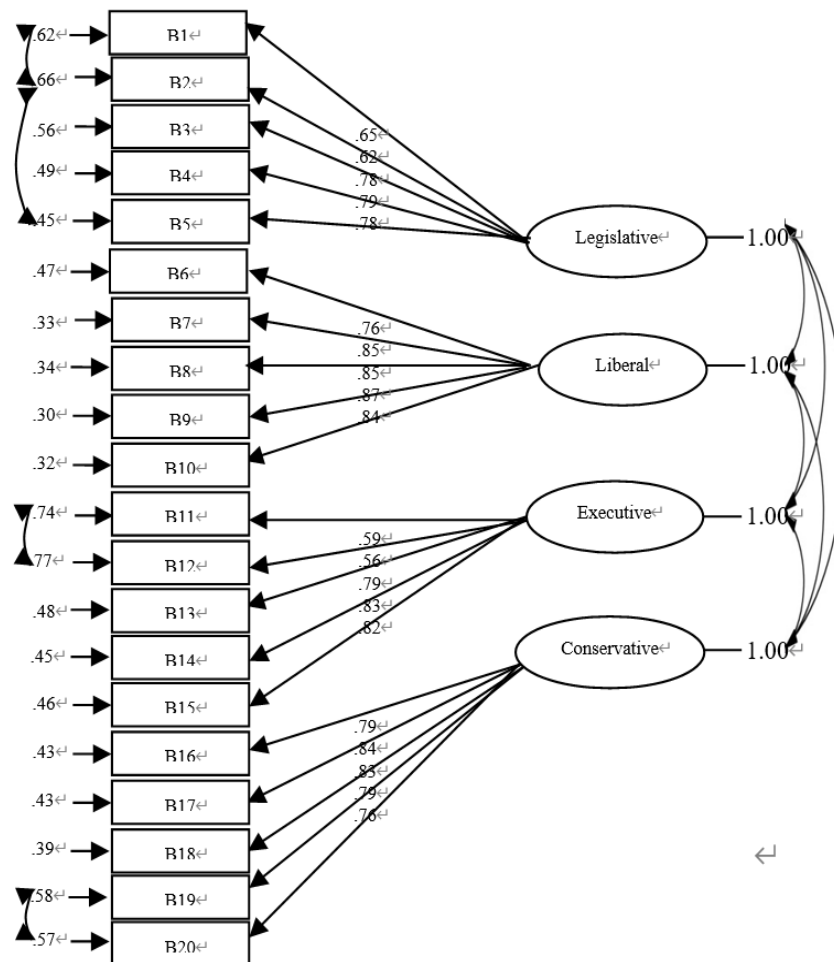 .62 B1
.66 B2
.56 B3
.49 B4
.45 B5
.47 B6
.33 B7
.34 B8
.30 B9
.32 B10
.74 B11
.77 B12
.48 B13
.45 B14
.46 B15
.43 B16
.43 B17
.39 B18
.58 B19
.57 B20
.65
.62
.78
.79
.78
.76
.85
.85
.87
.84
.59
.56
.79
.83
.82
.79
.84
.83
.79
.76
Legislative 1.00
Liberal 1.00
Executive 1.00
Conservative 1.00